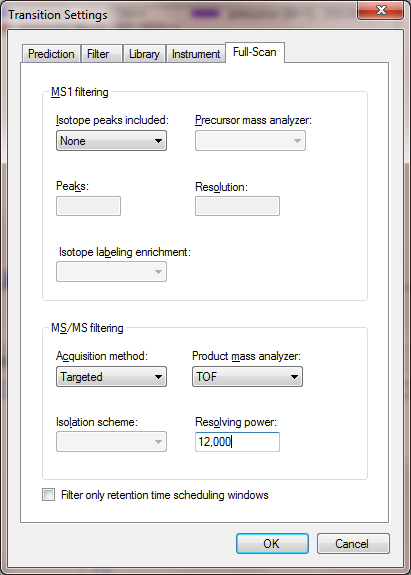 Transition Settings
Prediction Filter Library Instrument Full-Scan
MS1 filtering
Isotope peaks included: Precursor mass analyzer:
None
Peaks: Resolution:
Isotope labeling enrichment:
MS/MS filtering
Acquisition method: Product mass analyzer:
Targeted TOF
Isolation scheme: Resolving power:
12,000
Filter only retention time scheduling windows
OK Cancel